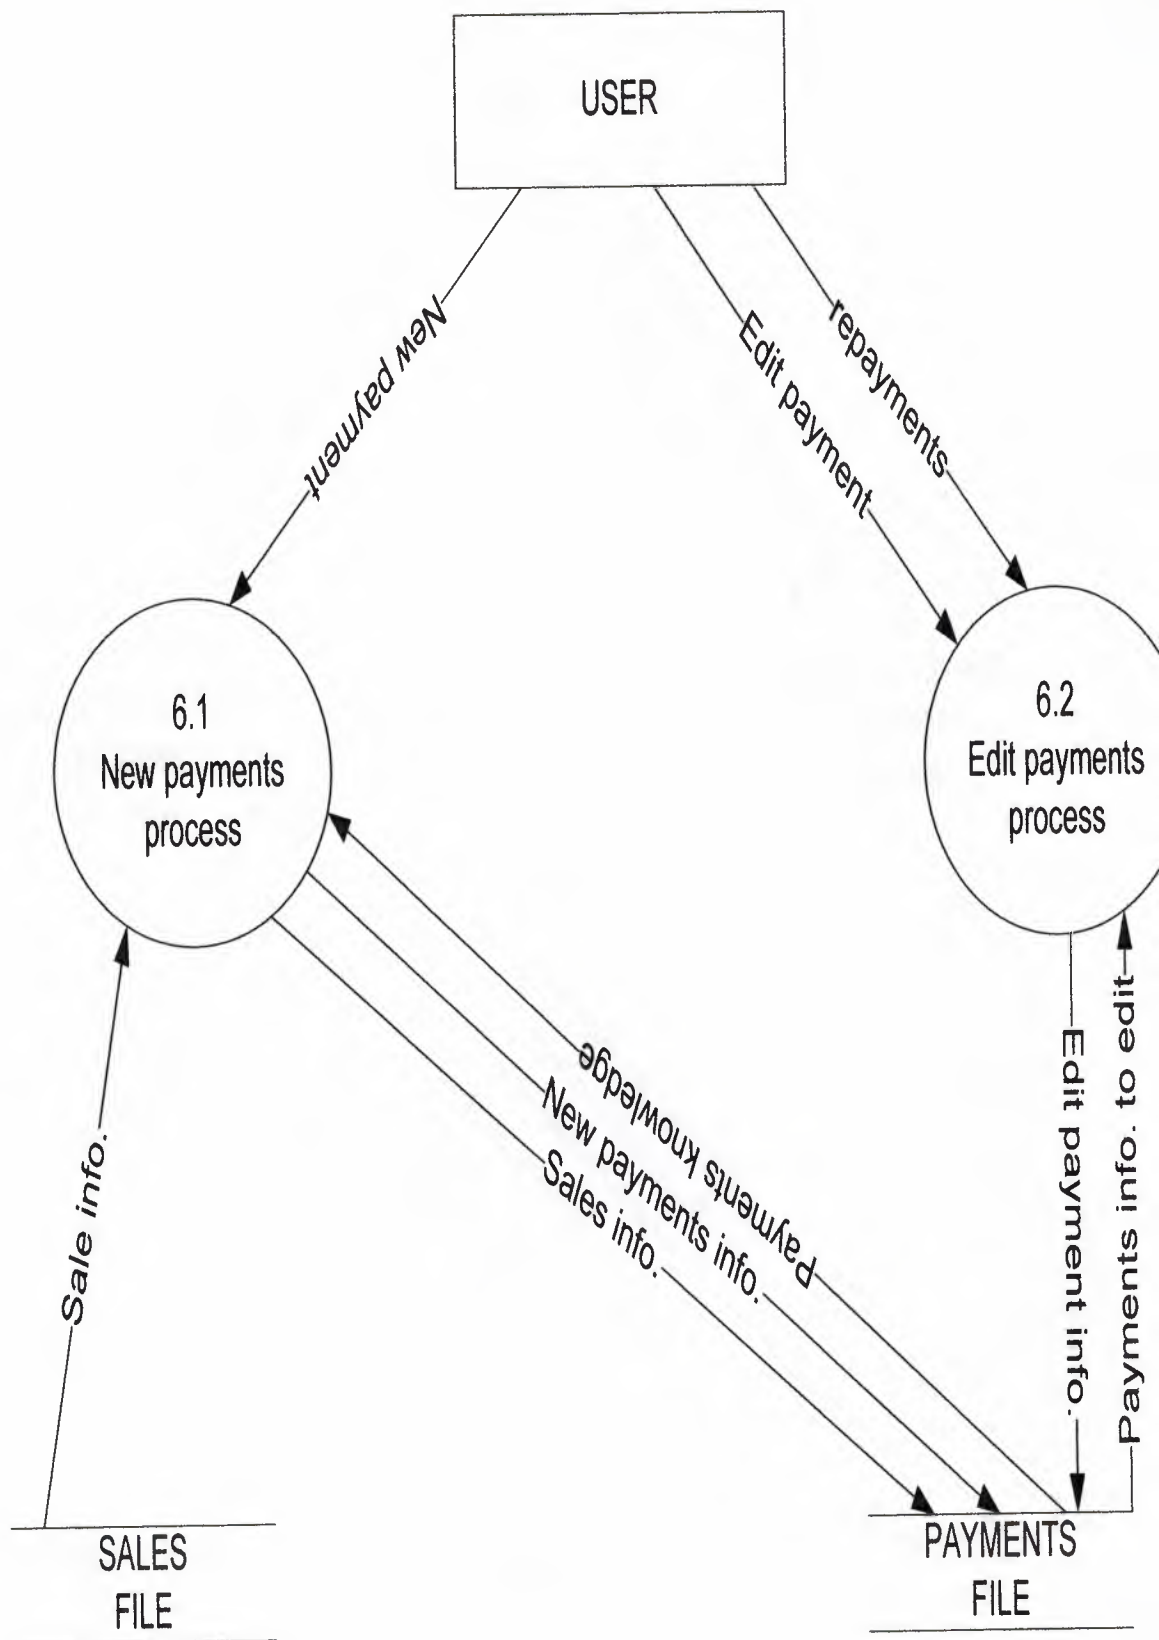 USER
New payment
Edit payment
repayments
6.1
New payments
process
6.2
Edit payments
process
Sale info.
Payments knowledge
New payments info.
Sales info.
Edit payment info.
Payments info. to edit
SALES
FILE
PAYMENTS
FILE